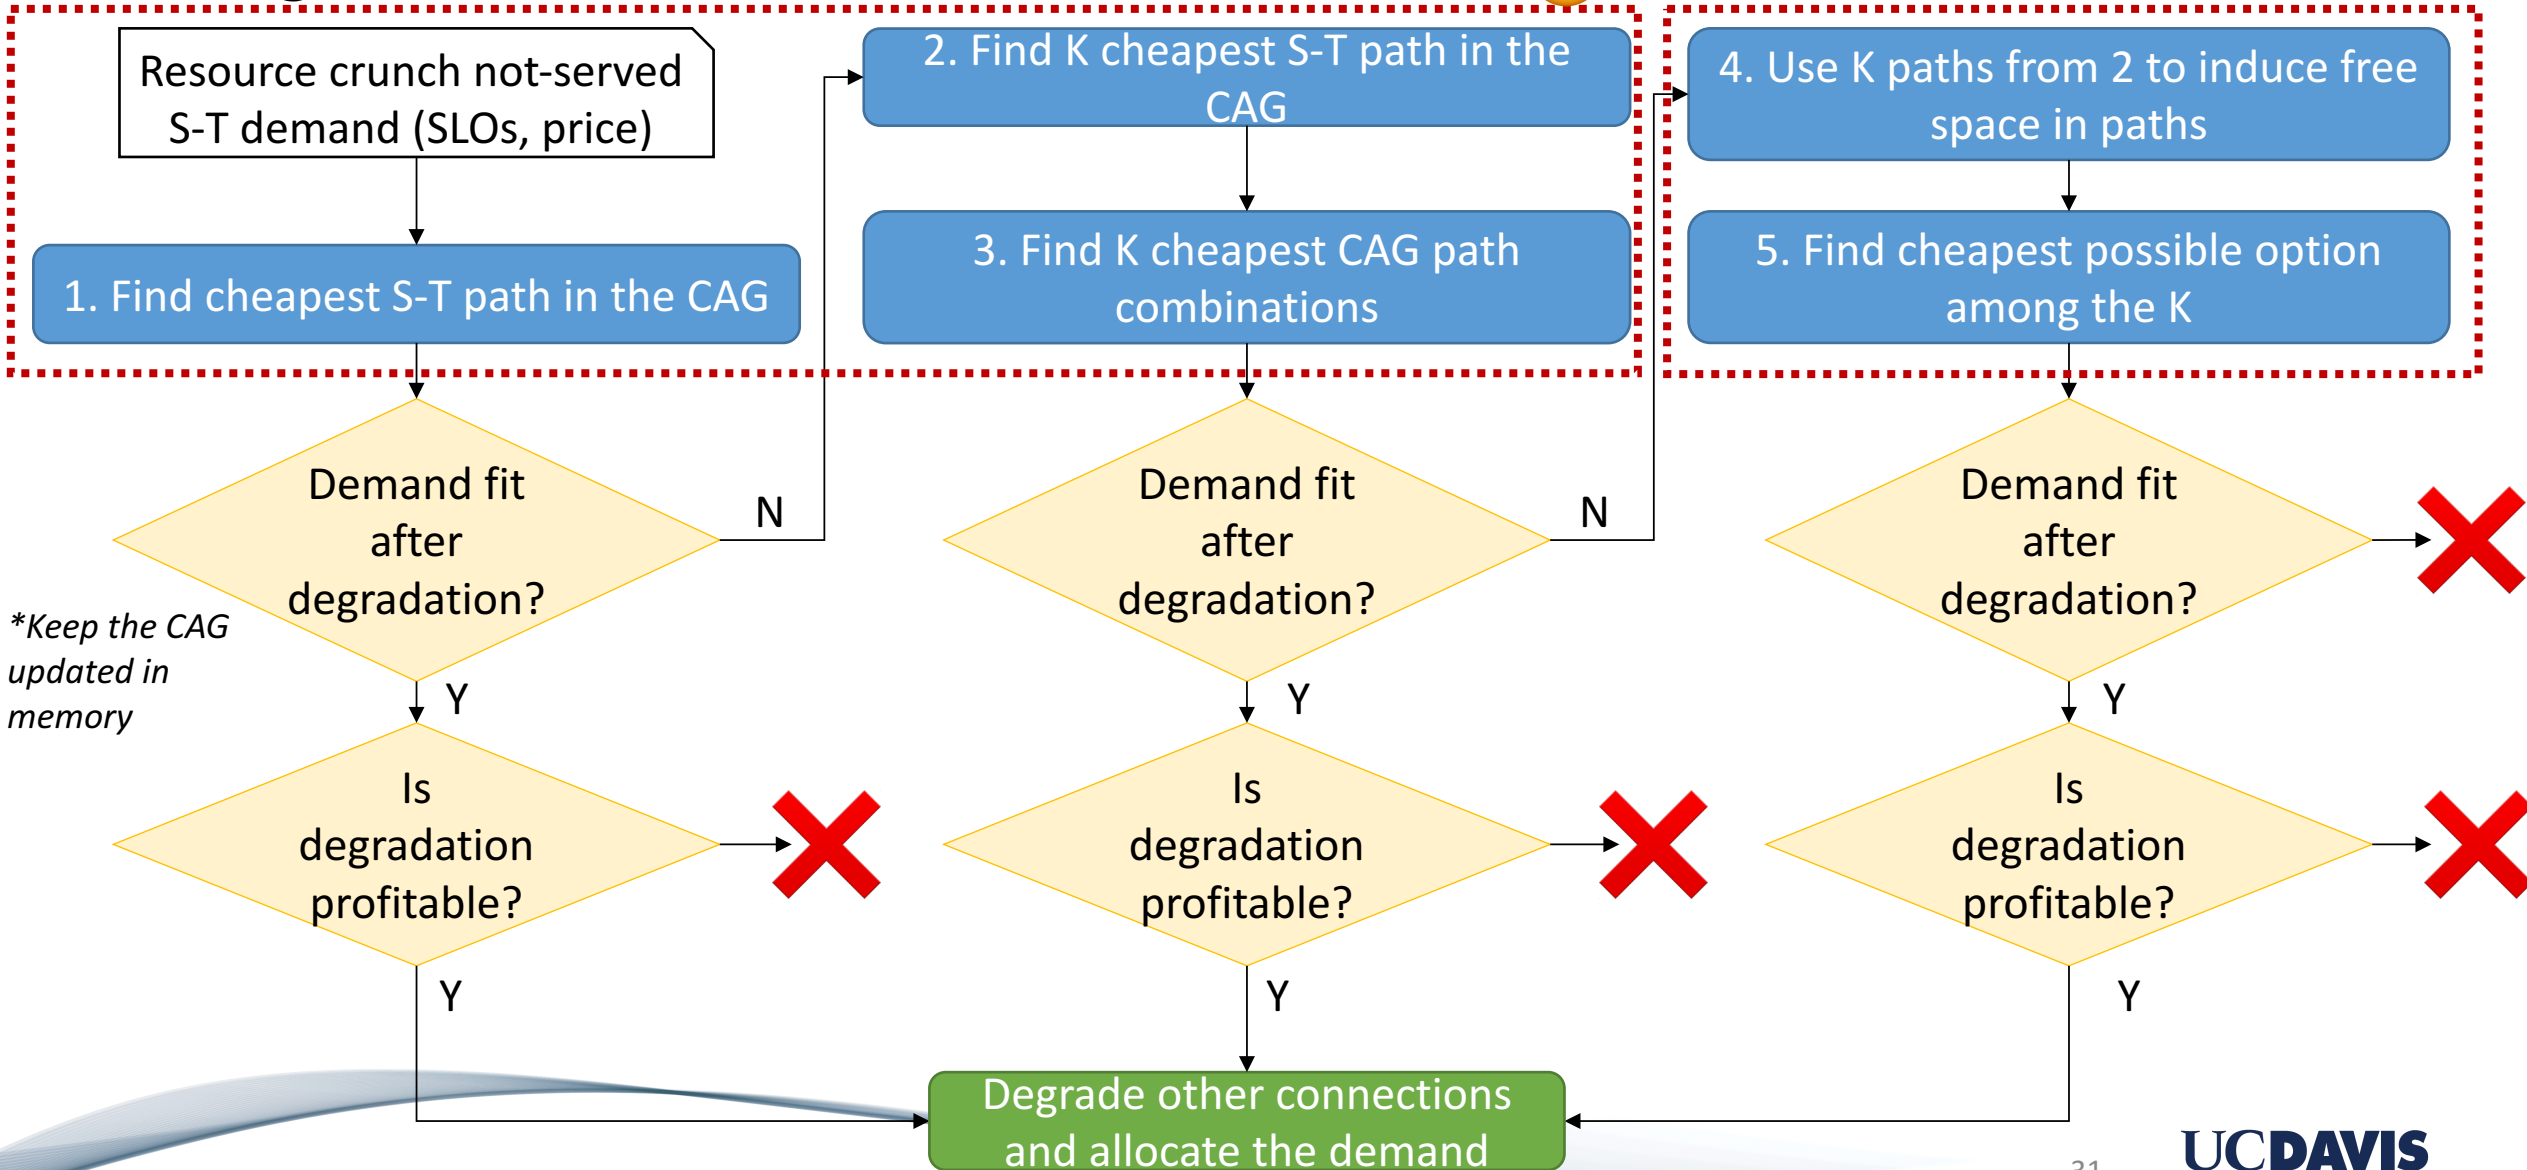 Resource crunch not-served
S-T demand (SLOs, price)
1. Find cheapest S-T path in the CAG
2. Find K cheapest S-T path in the
CAG
3. Find K cheapest CAG path
combinations
4. Use K paths from 2 to induce free
space in paths
5. Find cheapest possible option
among the K
Demand fit
after
degradation?
N
Demand fit
after
degradation?
N
Demand fit
after
degradation?
*Keep the CAG
updated in
memory
Y
Y
Y
Is
degradation
profitable?
Is
degradation
profitable?
Is
degradation
profitable?
Y
Y
Y
Degrade other connections
and allocate the demand
31
UCDAVIS